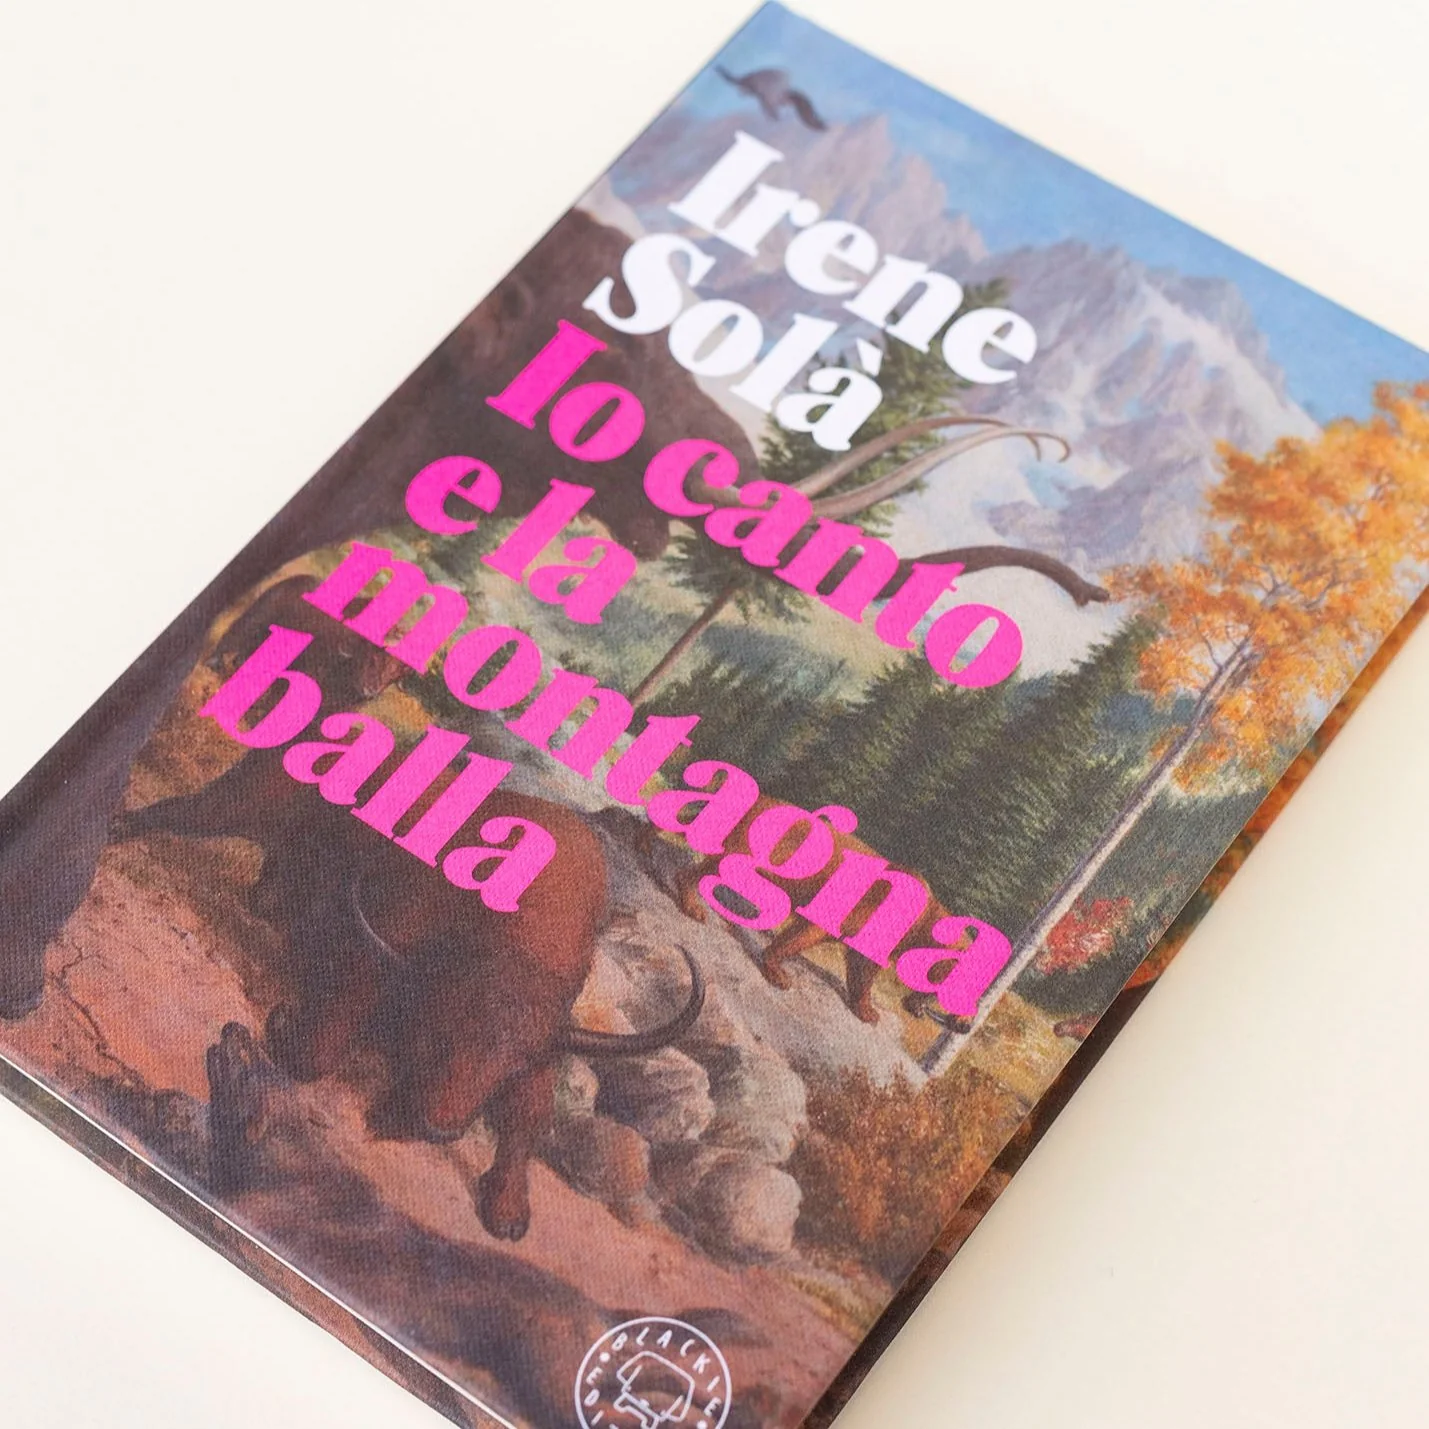 Irene
Solà
Io canto
e la
montagna
balla
BLACKIE